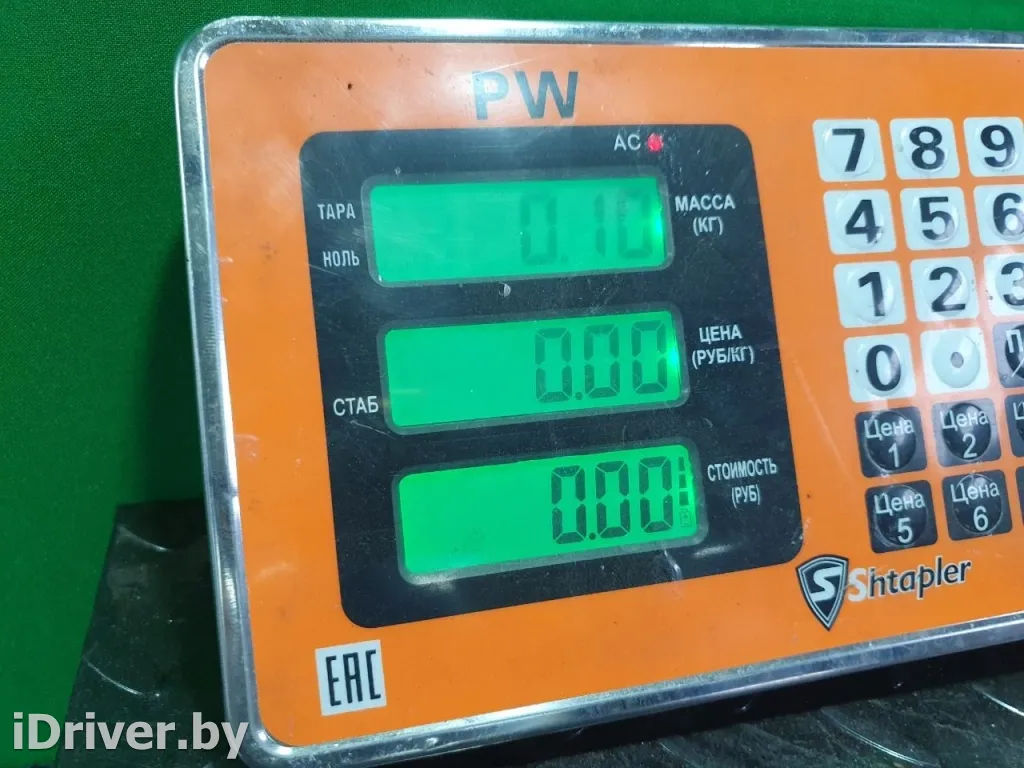 PW
AC
ТАРА
НОЛЬ
0.10
МАССА
(КГ)
0.00
ЦЕНА
(РУБ/КГ)
СТАБ
0.00
СТОИМОСТЬ
(РУБ)
7 8 9
4 5 6
1 2 3
0 .
Цена
1
Цена
2
Цена
5
Цена
6
S Shtapler
EAC
iDriver.by